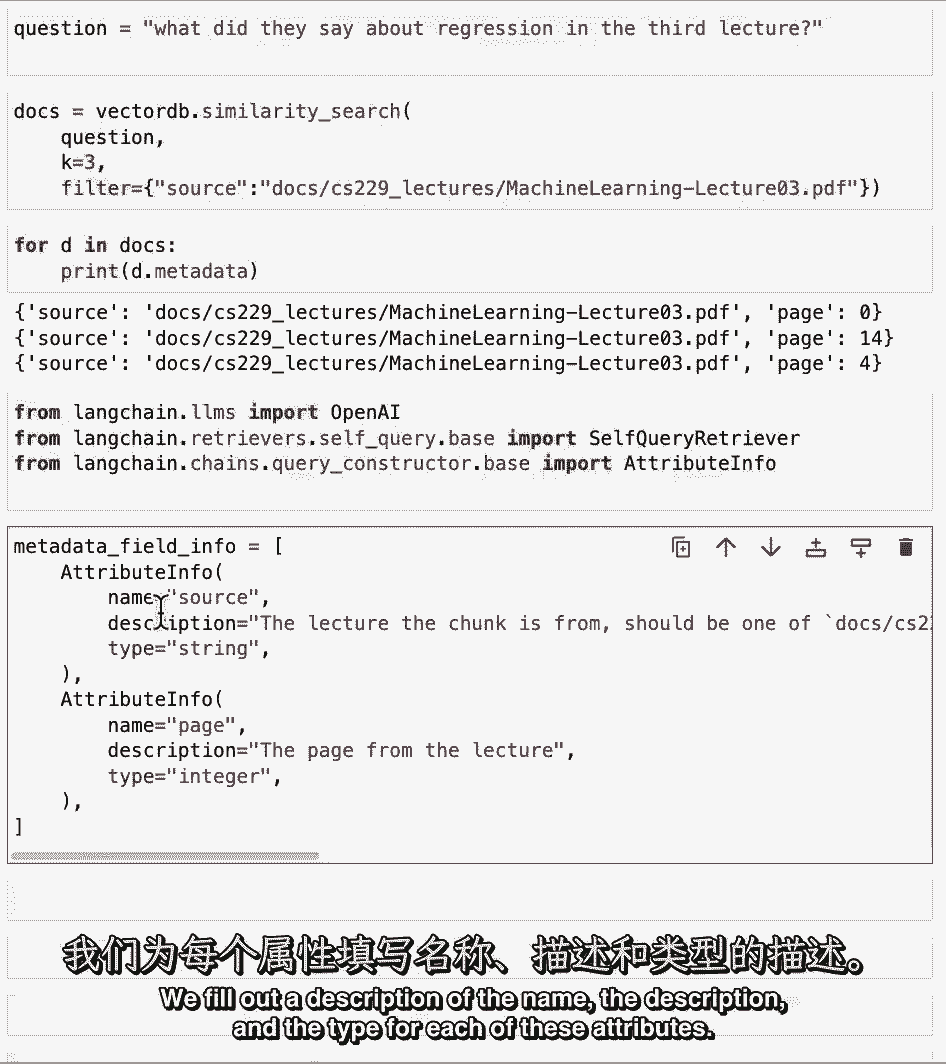 question = "what did they say about regression in the third lecture?"
docs = vectordb.similarity_search(
    question,
    k=3,
    filter={"source":"docs/cs229_lectures/MachineLearning-Lecture03.pdf"})
for d in docs:
    print(d.metadata)
{'source': 'docs/cs229_lectures/MachineLearning-Lecture03.pdf', 'page': 0}
{'source': 'docs/cs229_lectures/MachineLearning-Lecture03.pdf', 'page': 14}
{'source': 'docs/cs229_lectures/MachineLearning-Lecture03.pdf', 'page': 4}
from langchain.llms import OpenAI
from langchain.retrievers.self_query.base import SelfQueryRetriever
from langchain.chains.query_constructor.base import AttributeInfo
metadata_field_info = [
    AttributeInfo(
        name="source",
        description="The lecture the chunk is from, should be one of `docs/cs2
        type="string",
    ),
    AttributeInfo(
        name="page",
        description="The page from the lecture",
        type="integer",
    ),
]
我们为每个属性填写名称、描述和类型的描述。
We fill out a description of the name, the description,
and the type for each of these attributes.